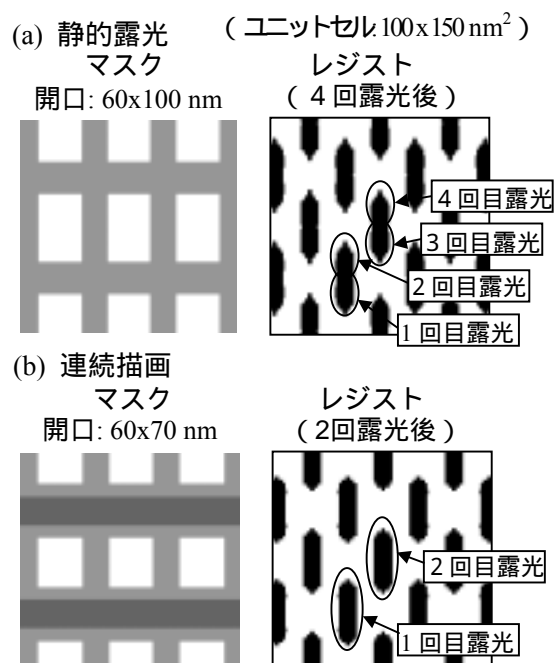 (a) 静的露光 （ユニットセル:100x150 nm²）
マスク
開口: 60x100 nm
レジスト
（４回露光後）
４回目露光
３回目露光
２回目露光
1 回目露光
(b) 連続描画
マスク
開口: 60x70 nm
レジスト
（2回露光後）
２回目露光
1 回目露光